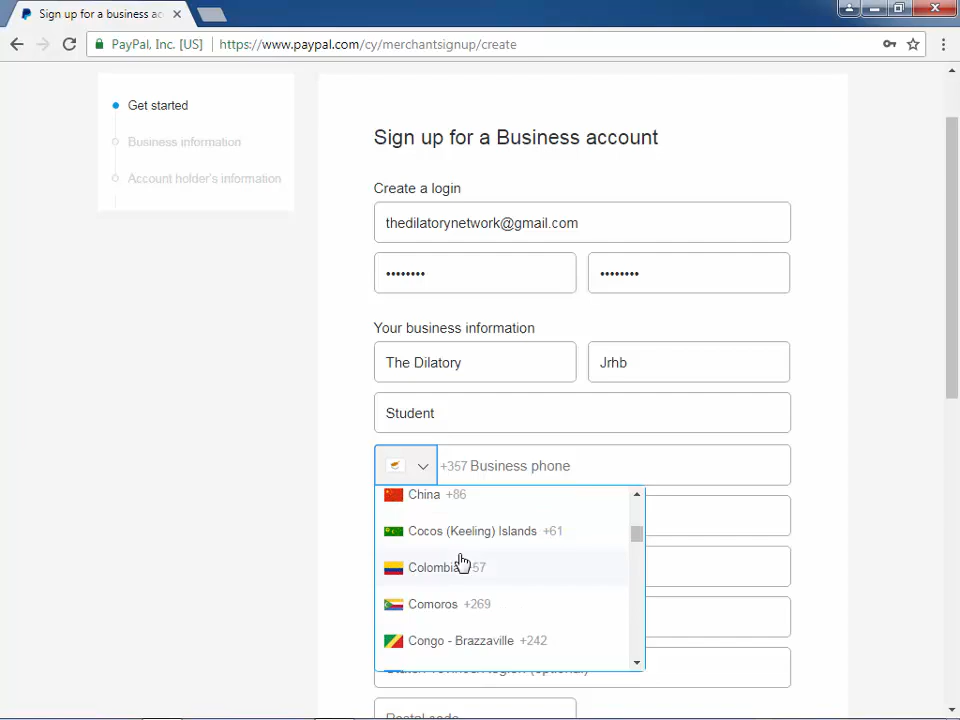 Sign up for a business ac
PayPal, Inc. [US]
https://www.paypal.com/cy/merchantsignup/create
Get started
Business information
Account holder's information
Sign up for a Business account
Create a login
thedilatorynetwork@gmail.com
•••••••• ••••••••
Your business information
The Dilatory Jrhb
Student
+357 Business phone
China +86
Cocos (Keeling) Islands +61
Colombia 57
Comoros +269
Congo - Brazzaville +242
(optional)
Postal code